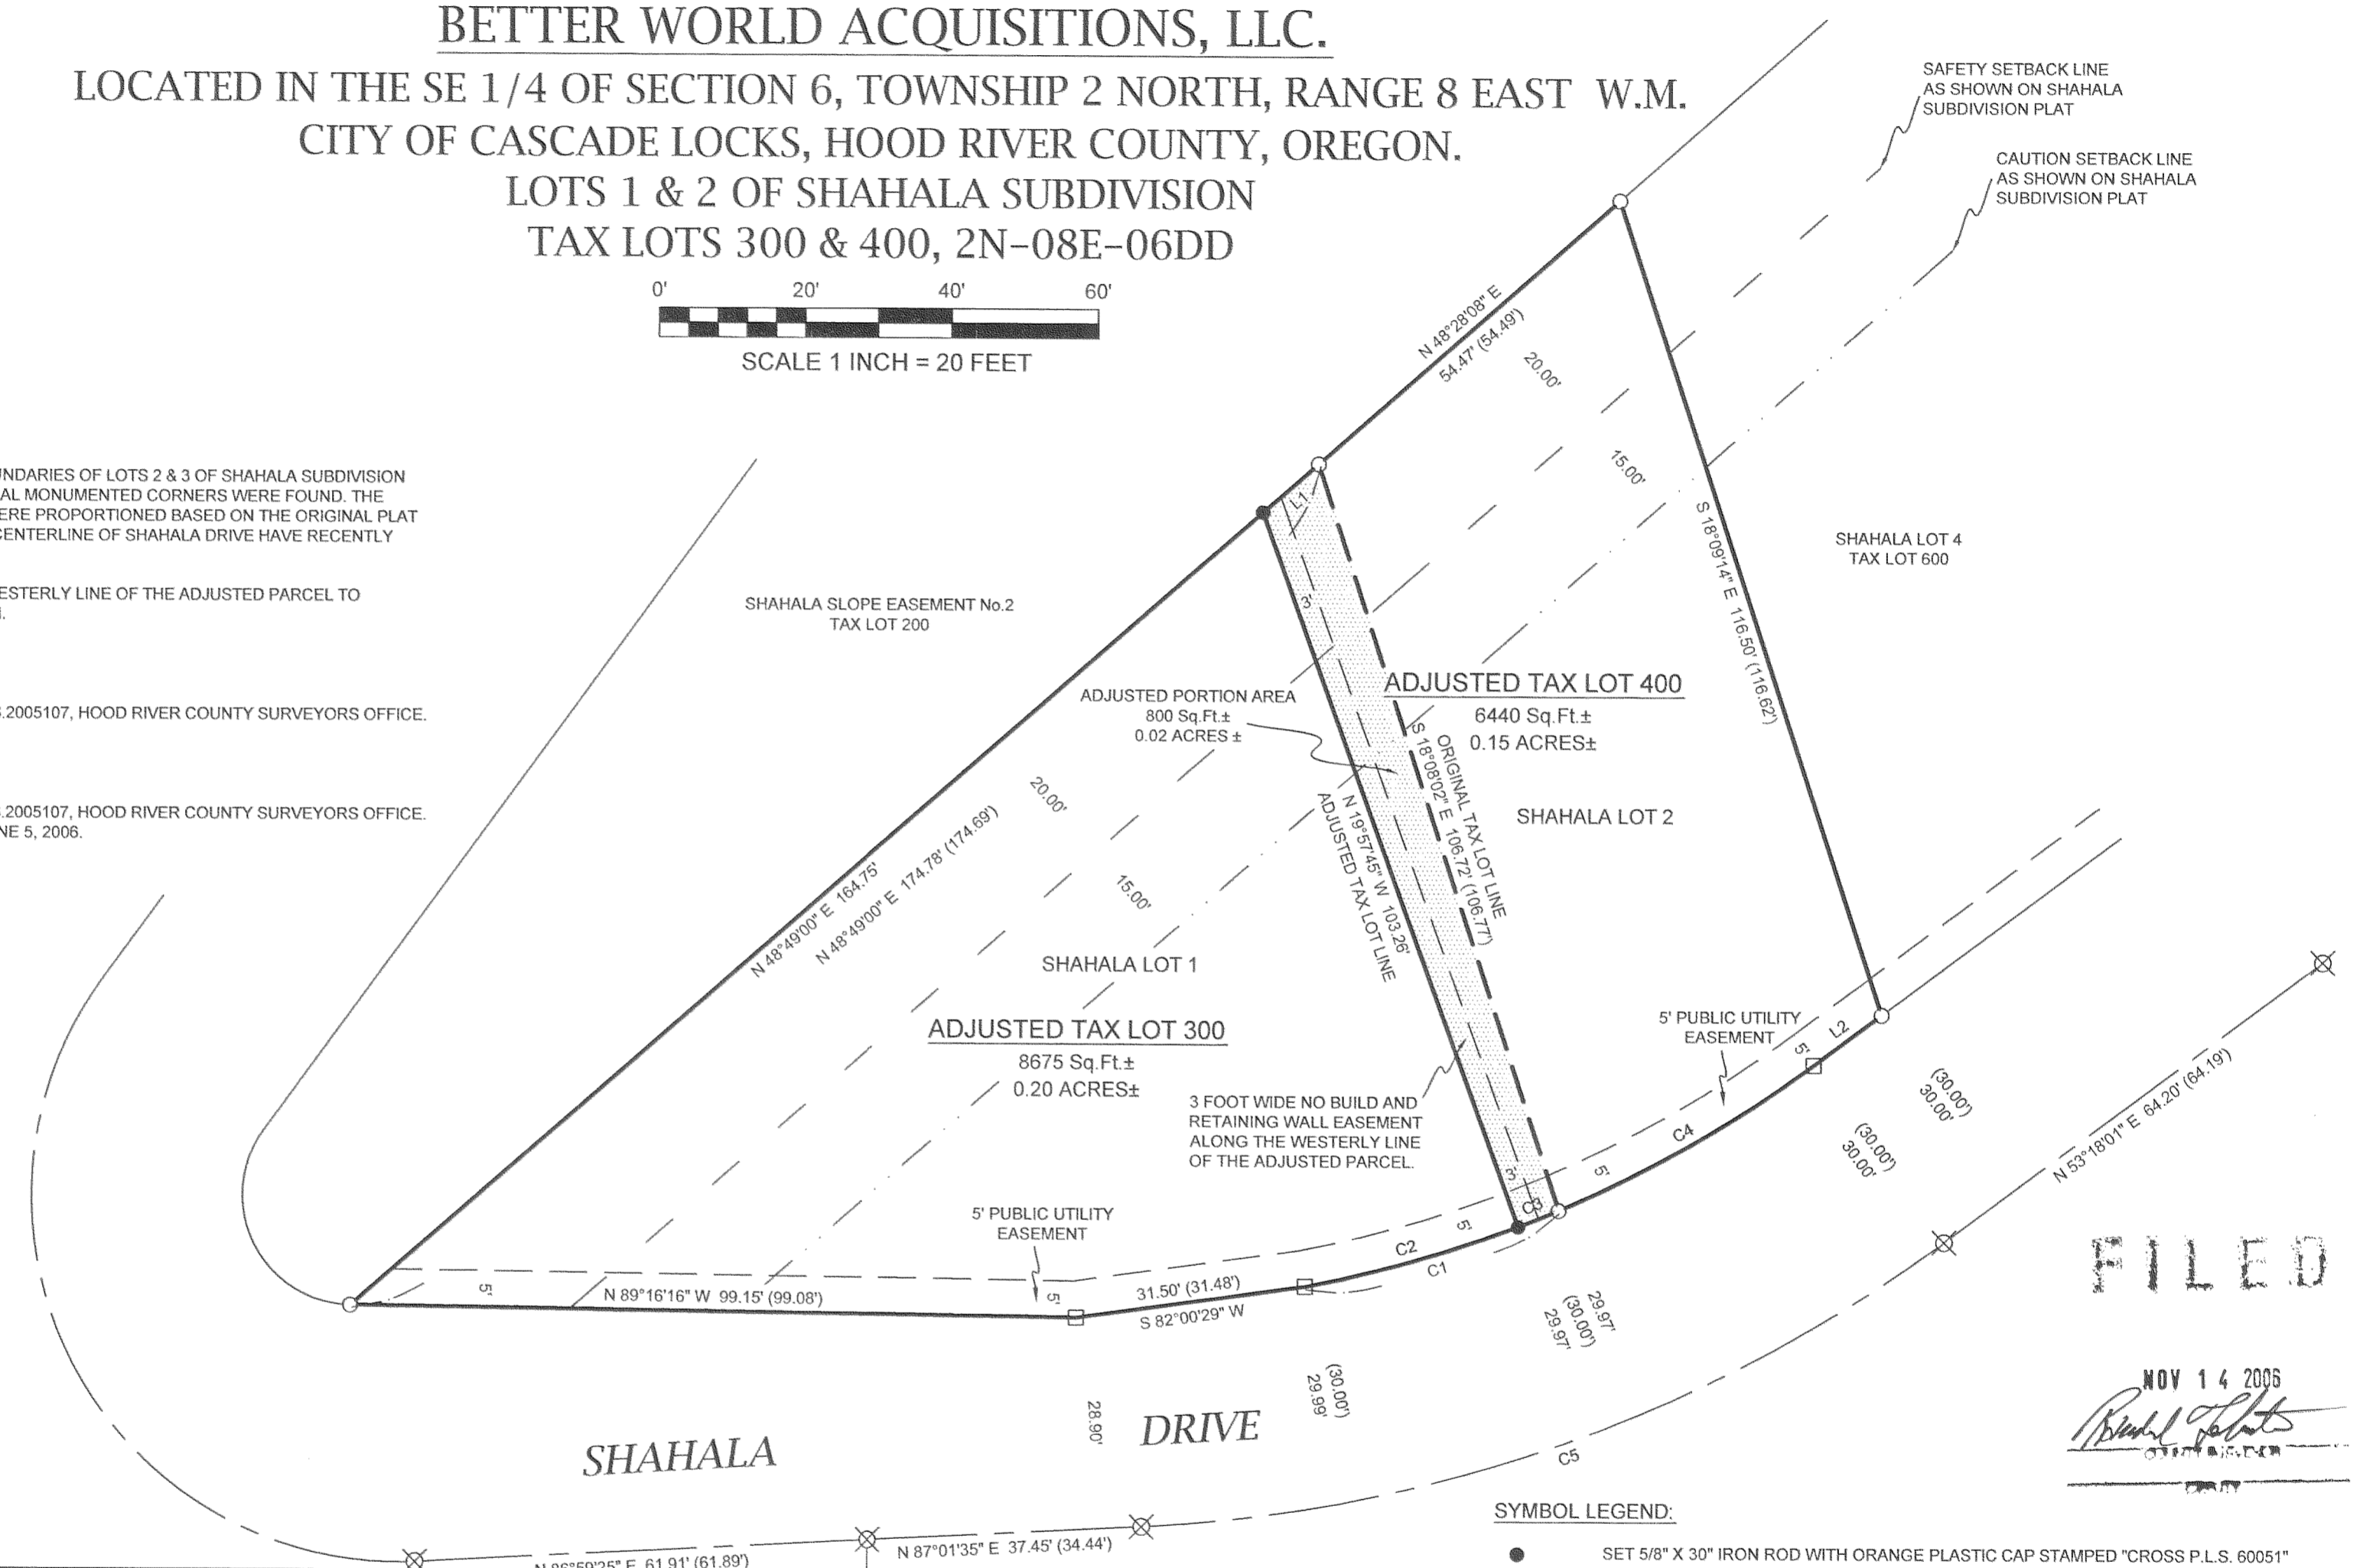 BETTER WORLD ACQUISITIONS, LLC.
LOCATED IN THE SE 1/4 OF SECTION 6, TOWNSHIP 2 NORTH, RANGE 8 EAST W.M.
CITY OF CASCADE LOCKS, HOOD RIVER COUNTY, OREGON.
LOTS 1 & 2 OF SHAHALA SUBDIVISION
TAX LOTS 300 & 400, 2N-08E-06DD
0' 20' 40' 60'
SCALE 1 INCH = 20 FEET
SAFETY SETBACK LINE
AS SHOWN ON SHAHALA
SUBDIVISION PLAT
CAUTION SETBACK LINE
AS SHOWN ON SHAHALA
SUBDIVISION PLAT
N 48°28'08" E
54.47' (54.49')
20.00'
15.00'
NDARIES OF LOTS 2 & 3 OF SHAHALA SUBDIVISION
AL MONUMENTED CORNERS WERE FOUND. THE
ERE PROPORTIONED BASED ON THE ORIGINAL PLAT
CENTERLINE OF SHAHALA DRIVE HAVE RECENTLY
ESTERLY LINE OF THE ADJUSTED PARCEL TO
.2005107, HOOD RIVER COUNTY SURVEYORS OFFICE.
.2005107, HOOD RIVER COUNTY SURVEYORS OFFICE.
NE 5, 2006.
SHAHALA SLOPE EASEMENT No.2
TAX LOT 200
L1
3'
S 18°09'14" E 116.50' (116.62')
SHAHALA LOT 4
TAX LOT 600
ADJUSTED PORTION AREA
800 Sq.Ft.±
0.02 ACRES ±
ADJUSTED TAX LOT 400
6440 Sq.Ft.±
0.15 ACRES±
SHAHALA LOT 2
ORIGINAL TAX LOT LINE
S 18°08'02" E 106.72' (106.77')
N 19°57'45" W 103.26'
ADJUSTED TAX LOT LINE
N 48°49'00" E 164.75'
N 48°49'00" E 174.78' (174.69')
20.00'
15.00'
SHAHALA LOT 1
ADJUSTED TAX LOT 300
8675 Sq.Ft.±
0.20 ACRES±
3 FOOT WIDE NO BUILD AND
RETAINING WALL EASEMENT
ALONG THE WESTERLY LINE
OF THE ADJUSTED PARCEL.
5' PUBLIC UTILITY
EASEMENT
5'
L2
C4
5'
3'
C3
5' PUBLIC UTILITY
EASEMENT
5'
C2
C1
5'
5'
N 89°16'16" W 99.15' (99.08')
31.50' (31.48')
S 82°00'29" W
(30.00')
30.00'
(30.00')
30.00'
N 53°18'01" E 64.20' (64.19')
29.97'
(30.00')
29.97'
(30.00')
29.99'
28.90'
SHAHALA DRIVE
C5
FILED
NOV 14 2006
N 86°59'25" E 61.91' (61.89')
N 87°01'35" E 37.45' (34.44')
SYMBOL LEGEND:
SET 5/8" X 30" IRON ROD WITH ORANGE PLASTIC CAP STAMPED "CROSS P.L.S. 60051"